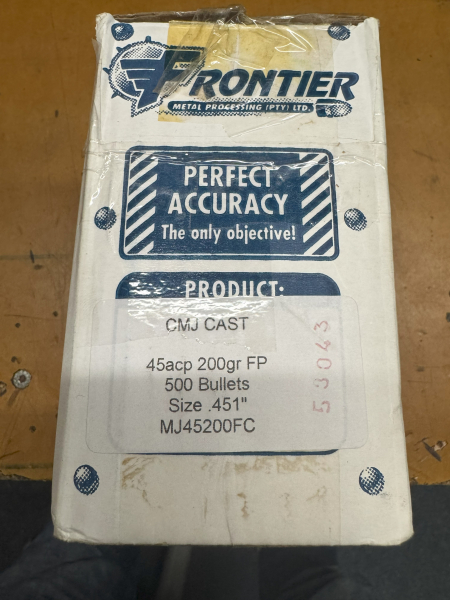 FRONTIER
METAL PROCESSING (PTY) LTD.
PERFECT
ACCURACY
The only objective!
PRODUCT:
CMJ CAST
45acp 200gr FP
500 Bullets
Size .451"
MJ45200FC
53043